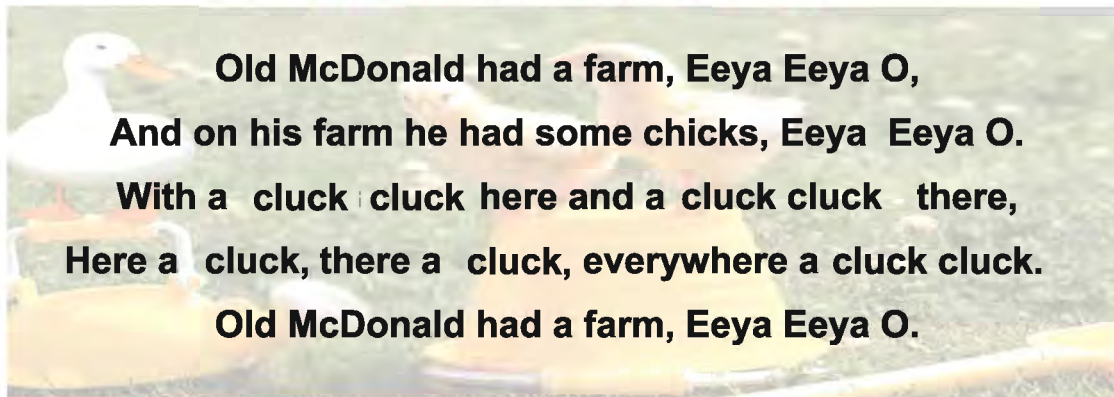 Old McDonald had a farm, Eeya Eeya O,
And on his farm he had some chicks, Eeya Eeya O.
With a cluck cluck here and a cluck cluck there,
Here a cluck, there a cluck, everywhere a cluck cluck.
Old McDonald had a farm, Eeya Eeya O.